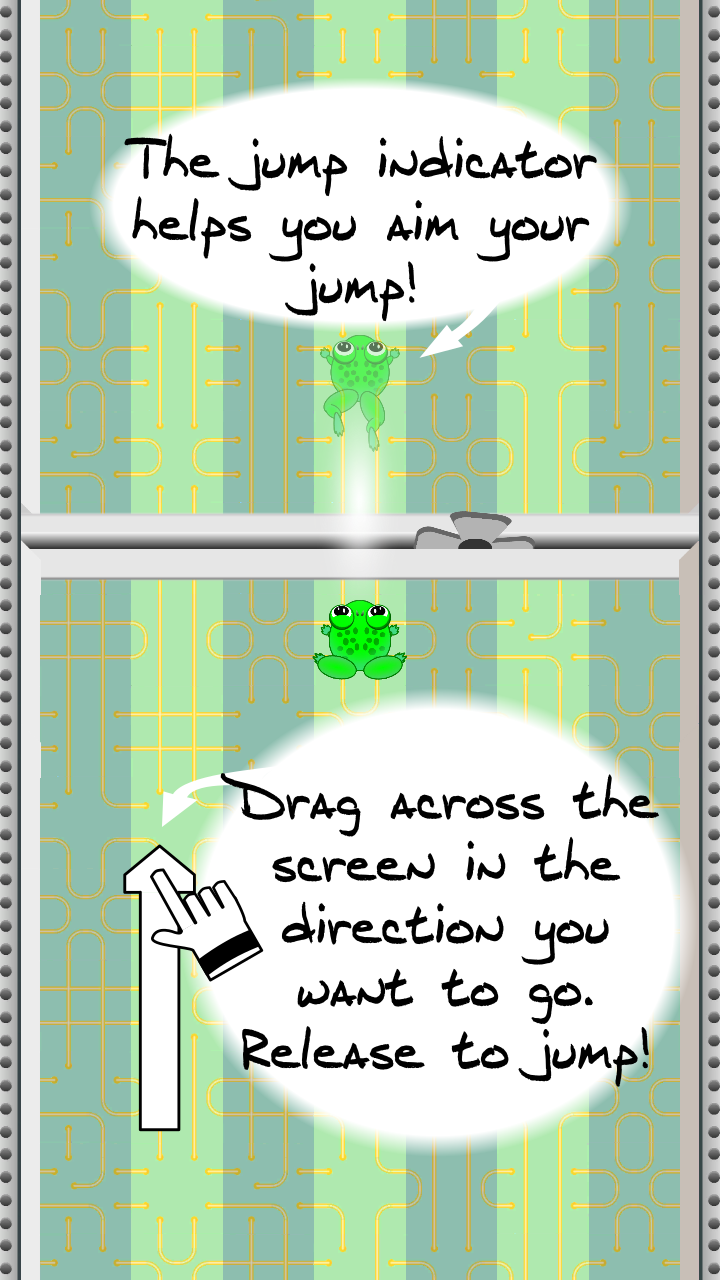 The jump indicator
helps you aim your
jump!
Drag across the
screen in the
direction you
want to go.
Release to jump!